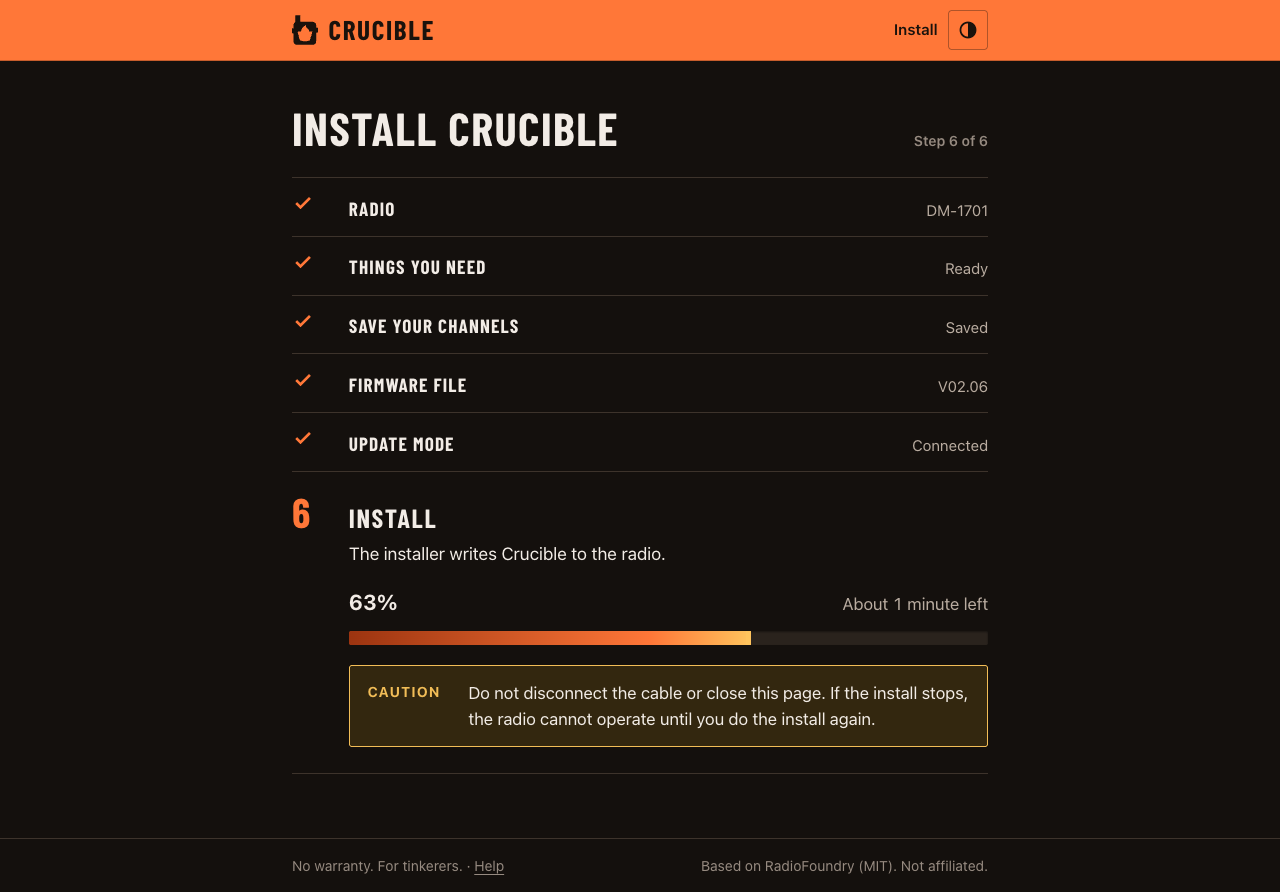 CRUCIBLE
Install
INSTALL CRUCIBLE
Step 6 of 6
RADIO
DM-1701
THINGS YOU NEED
Ready
SAVE YOUR CHANNELS
Saved
FIRMWARE FILE
V02.06
UPDATE MODE
Connected
6
INSTALL
The installer writes Crucible to the radio.
63%
About 1 minute left
CAUTION
Do not disconnect the cable or close this page. If the install stops,
the radio cannot operate until you do the install again.
No warranty. For tinkerers. · Help
Based on RadioFoundry (MIT). Not affiliated.